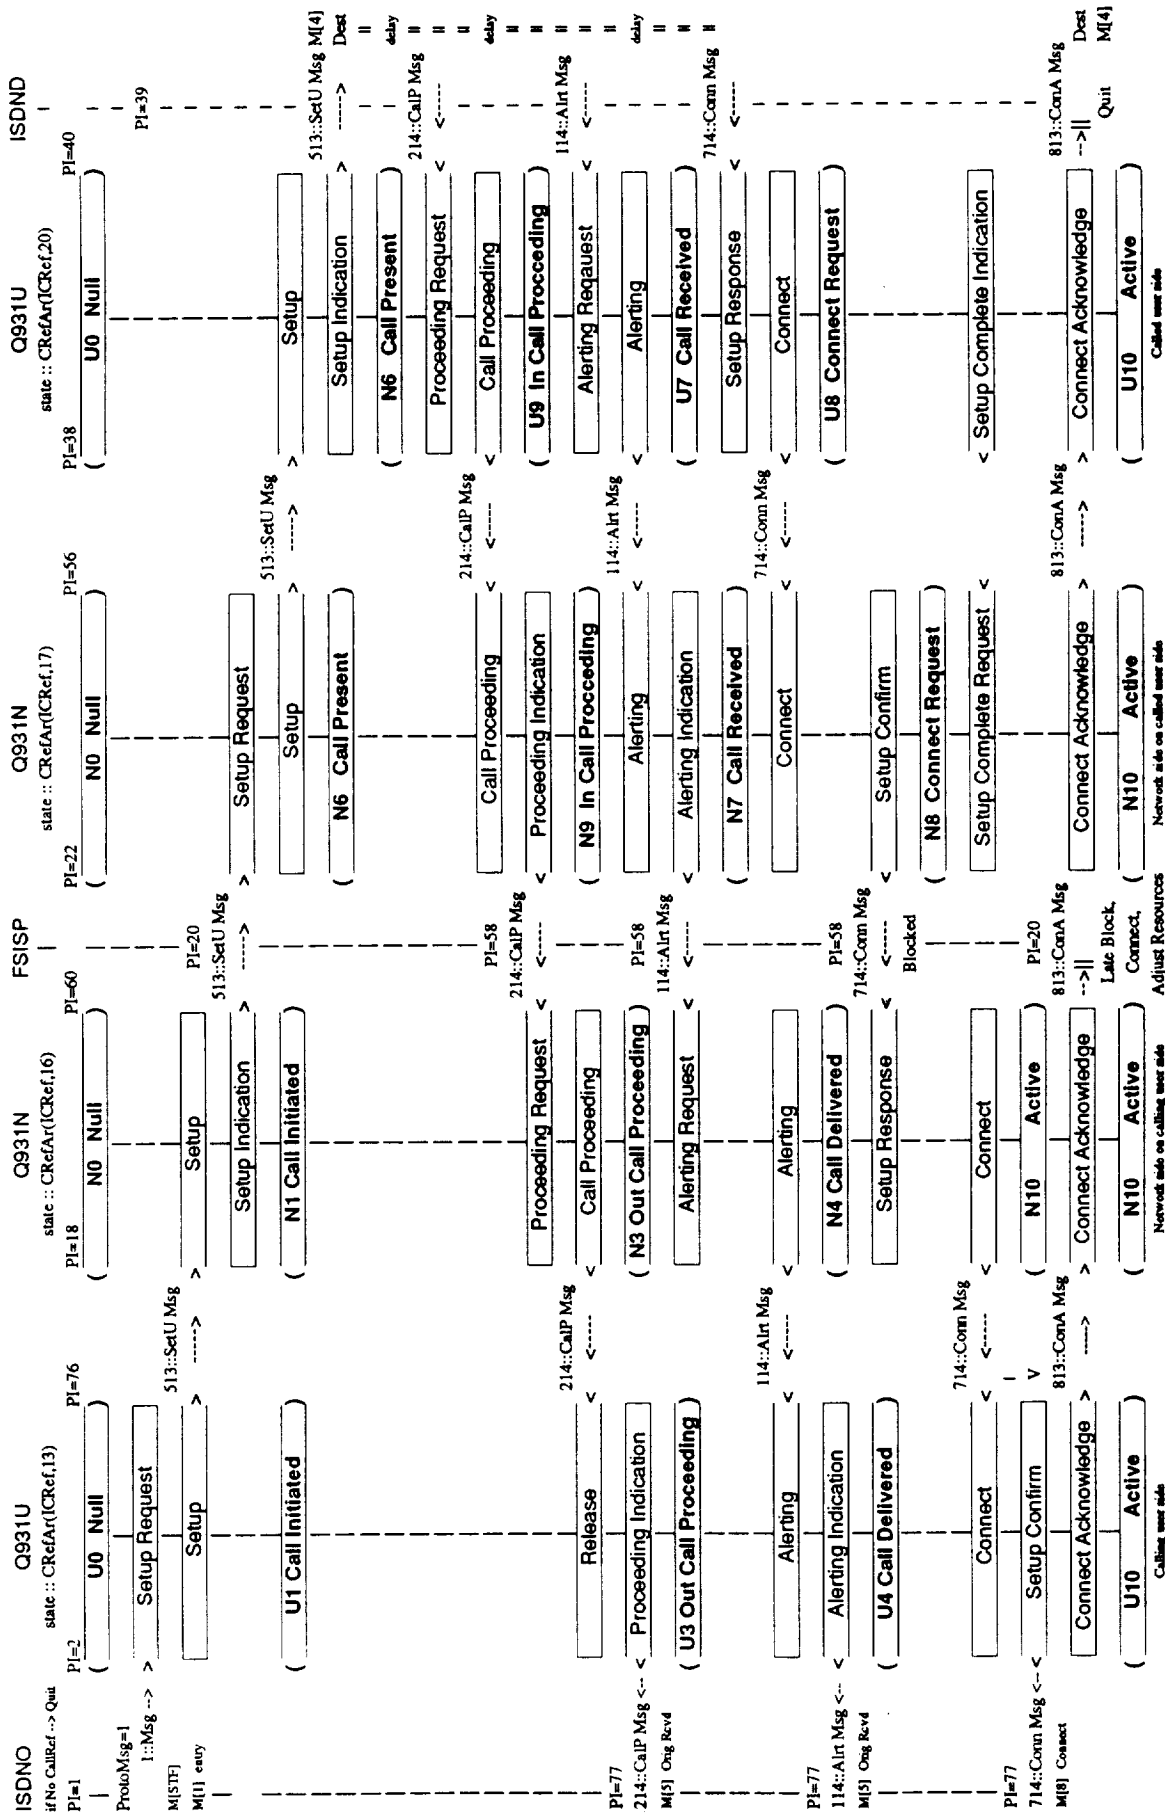 ISDNO
if No CallRef --> Quit
PI=1
ProtoMsg=1
1::Msg -->
M[STF]
M[1] entry
PI=77
214::CalP Msg <--
M[5] Orig Rcvd
PI=77
114::Alrt Msg <--
M[5] Orig Rcvd
PI=77
714::Conn Msg <--
M[8] Connect
Q931U
state :: CRefAr(ICRef,13)
PI=2
PI=76
( U0 Null )
> Setup Request
Setup >
( U1 Call Initiated )
Release <
< Proceeding Indication
( U3 Out Call Proceeding )
Alerting <
< Alerting Indication
( U4 Call Delivered )
Connect <
< Setup Confirm
Connect Acknowledge >
( U10 Active )
Calling user side
513::SetU Msg
----->
214::CalP Msg
<-----
114::Alrt Msg
<-----
714::Conn Msg
<-----
| V
813::ConA Msg
----->
Q931N
state :: CRefAr(ICRef,16)
PI=18
PI=60
( N0 Null )
> Setup
Setup Indication >
( N1 Call Initiated )
Proceeding Request <
< Call Proceeding
( N3 Out Call Proceeding )
Alerting Request <
< Alerting
( N4 Call Delivered )
Setup Response <
< Connect
( N10 Active )
> Connect Acknowledge
( N10 Active )
Network side on calling user side
FSISP
PI=20
513::SetU Msg
----->
PI=58
214::CalP Msg
<-----
PI=58
114::Alrt Msg
<-----
PI=58
714::Conn Msg
<-----
Blocked
PI=20
813::ConA Msg
-->||
Late Block,
Connect,
Adjust Resources
Q931N
state :: CRefAr(ICRef,17)
PI=22
PI=56
( N0 Null )
> Setup Request
Setup >
( N6 Call Present )
Call Proceeding <
< Proceeding Indication
( N9 In Call Procceding )
Alerting <
< Alerting Indication
( N7 Call Received )
Connect <
< Setup Confirm
( N8 Connect Request )
Setup Complete Request <
Connect Acknowledge >
( N10 Active )
Network side on called user side
513::SetU Msg
----->
214::CalP Msg
<-----
114::Alrt Msg
<-----
714::Conn Msg
<-----
813::ConA Msg
----->
Q931U
state :: CRefAr(ICRef,20)
PI=38
PI=40
( U0 Null )
> Setup
Setup Indication >
( N6 Call Present )
Proceeding Request <
< Call Proceeding
( U9 In Call Procceding )
Alerting Reqauest <
< Alerting
( U7 Call Received )
Setup Response <
< Connect
( U8 Connect Request )
< Setup Complete Indication
> Connect Acknowledge
( U10 Active )
Called user side
ISDND
PI=39
513::SetU Msg M[4]
-----> Dest
delay
214::CalP Msg
<-----
delay
114::Alrt Msg
<-----
delay
714::Conn Msg
<-----
813::ConA Msg
-->|| Dest
Quit M[4]